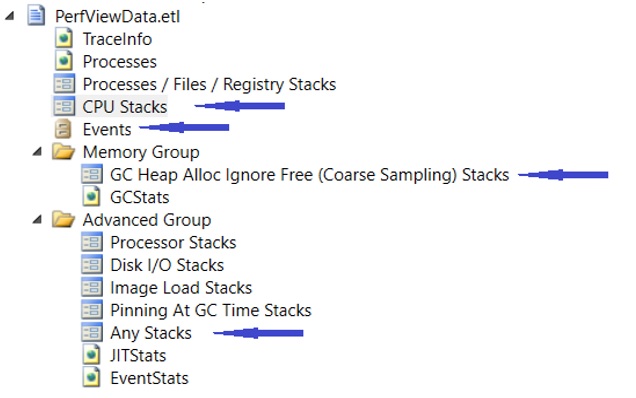 PerfViewData.etl
TraceInfo
Processes
Processes / Files / Registry Stacks
CPU Stacks
Events
Memory Group
GC Heap Alloc Ignore Free (Coarse Sampling) Stacks
GCStats
Advanced Group
Processor Stacks
Disk I/O Stacks
Image Load Stacks
Pinning At GC Time Stacks
Any Stacks
JITStats
EventStats